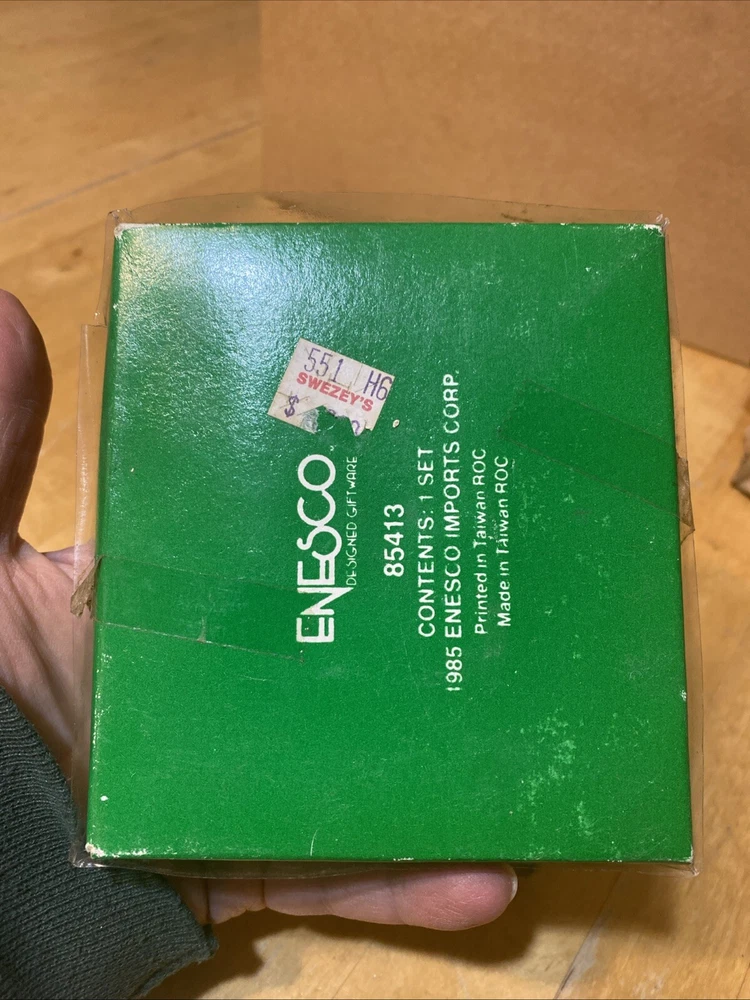 551 H6
SWEZEY'S
$
ENESCO
DESIGNED GIFTWARE
85413
CONTENTS: 1 SET
1985 ENESCO IMPORTS CORP.
Printed in Taiwan ROC
Made in Taiwan ROC